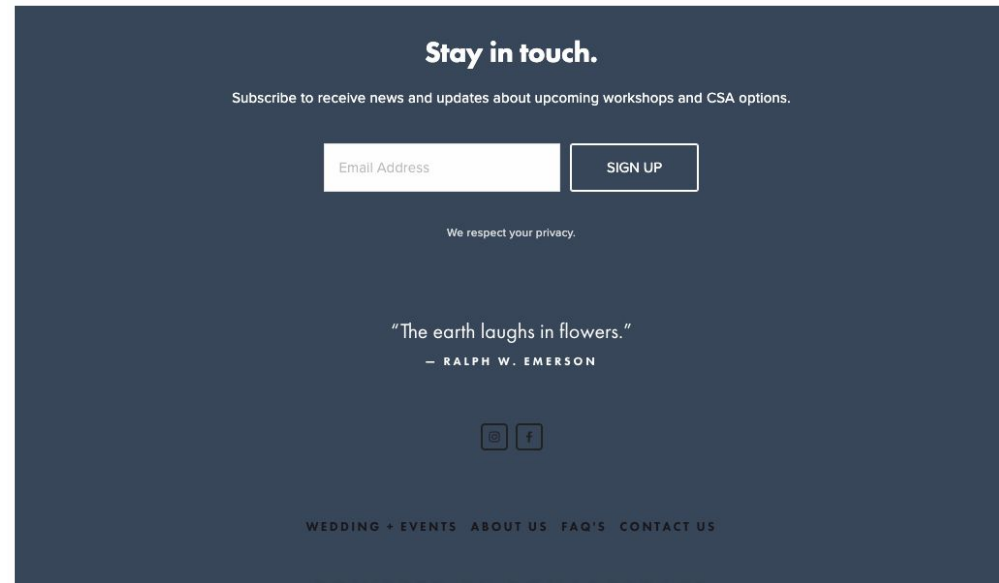 Stay in touch.
Subscribe to receive news and updates about upcoming workshops and CSA options.
Email Address
SIGN UP
We respect your privacy.
“The earth laughs in flowers.”
— RALPH W. EMERSON
WEDDING + EVENTS ABOUT US FAQ'S CONTACT US